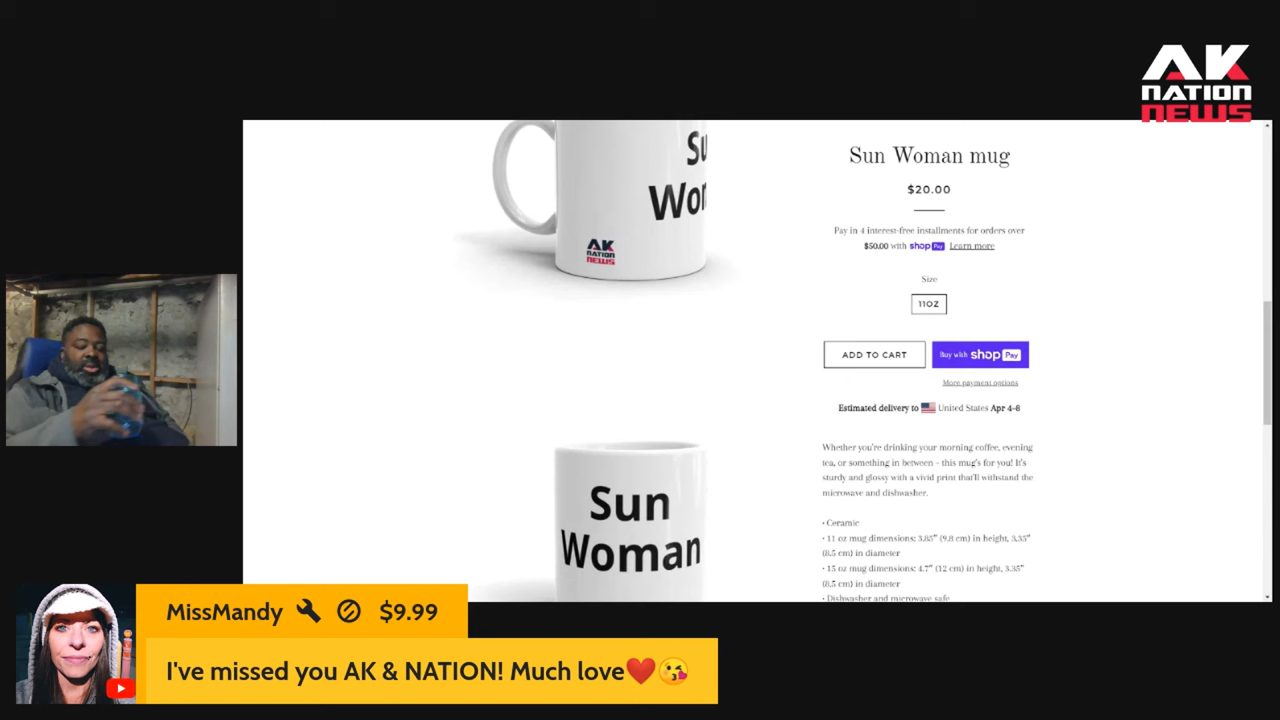 AK
NATION
NEWS
Su
Wom
AK
NATION
NEWS
Sun Woman mug
$20.00
Pay in 4 interest-free installments for orders over
$50.00 with shop Pay Learn more
Size
11OZ
ADD TO CART
Buy with shop Pay
More payment options
Estimated delivery to United States Apr 4-8
Whether you're drinking your morning coffee, evening
tea, or something in between – this mug's for you! It's
sturdy and glossy with a vivid print that'll withstand the
microwave and dishwasher.
• Ceramic
• 11 oz mug dimensions: 3.85″ (9.8 cm) in height, 3.35″
(8.5 cm) in diameter
• 15 oz mug dimensions: 4.7″ (12 cm) in height, 3.35″
(8.5 cm) in diameter
• Dishwasher and microwave safe
Sun
Woman
MissMandy $9.99
I've missed you AK & NATION! Much love❤️😘